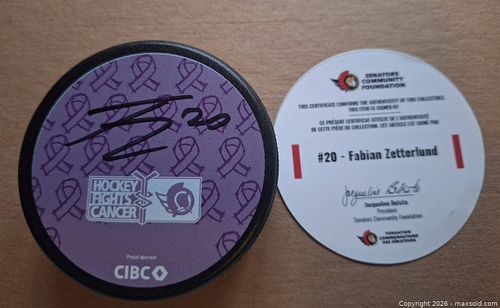 20
HOCKEY
FIGHTS
CANCER
Proud sponsor
CIBC
SENATORS
COMMUNITY
FOUNDATION
THIS CERTIFICATE CONFIRMS THE AUTHENTICITY OF THIS COLLECTIBLE.
THIS ITEM IS SIGNED BY
CE PRÉSENT CERTIFICAT ATTESTE DE L'AUTHENTICITÉ
DE CETTE PIÈCE DE COLLECTION. CET ARTICLE EST SIGNÉ PAR:
#20 - Fabian Zetterlund
Jacqueline Belsito,
President
Senators Community Foundation
FONDATION
COMMUNAUTAIRE
DES SÉNATEURS
Copyright 2026 - maxsold.com